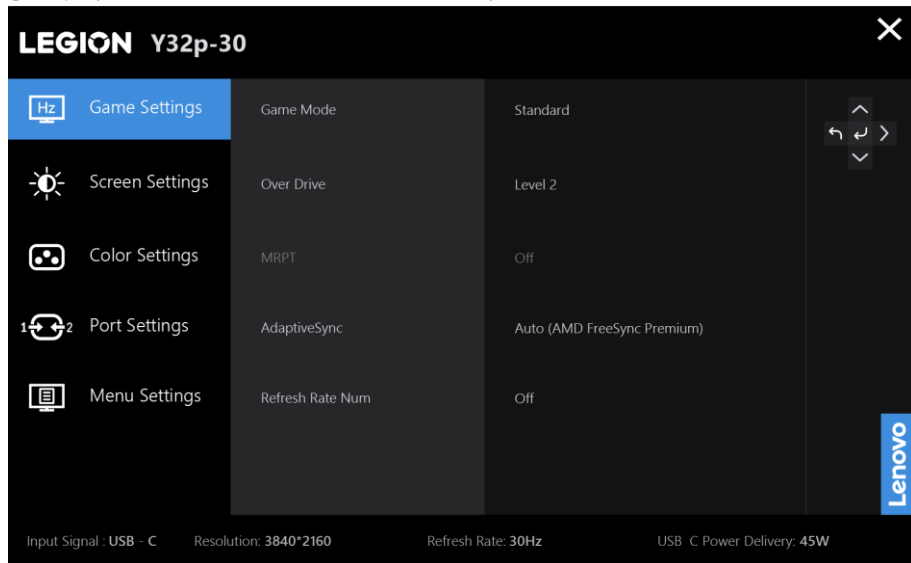 LEGION Y32p-30
Hz Game Settings Game Mode Standard
Screen Settings Over Drive Level 2
Color Settings MRPT Off
1 2 Port Settings AdaptiveSync Auto (AMD FreeSync Premium)
Menu Settings Refresh Rate Num Off
Lenovo
Input Signal : USB - C Resolution: 3840*2160 Refresh Rate: 30Hz USB C Power Delivery: 45W